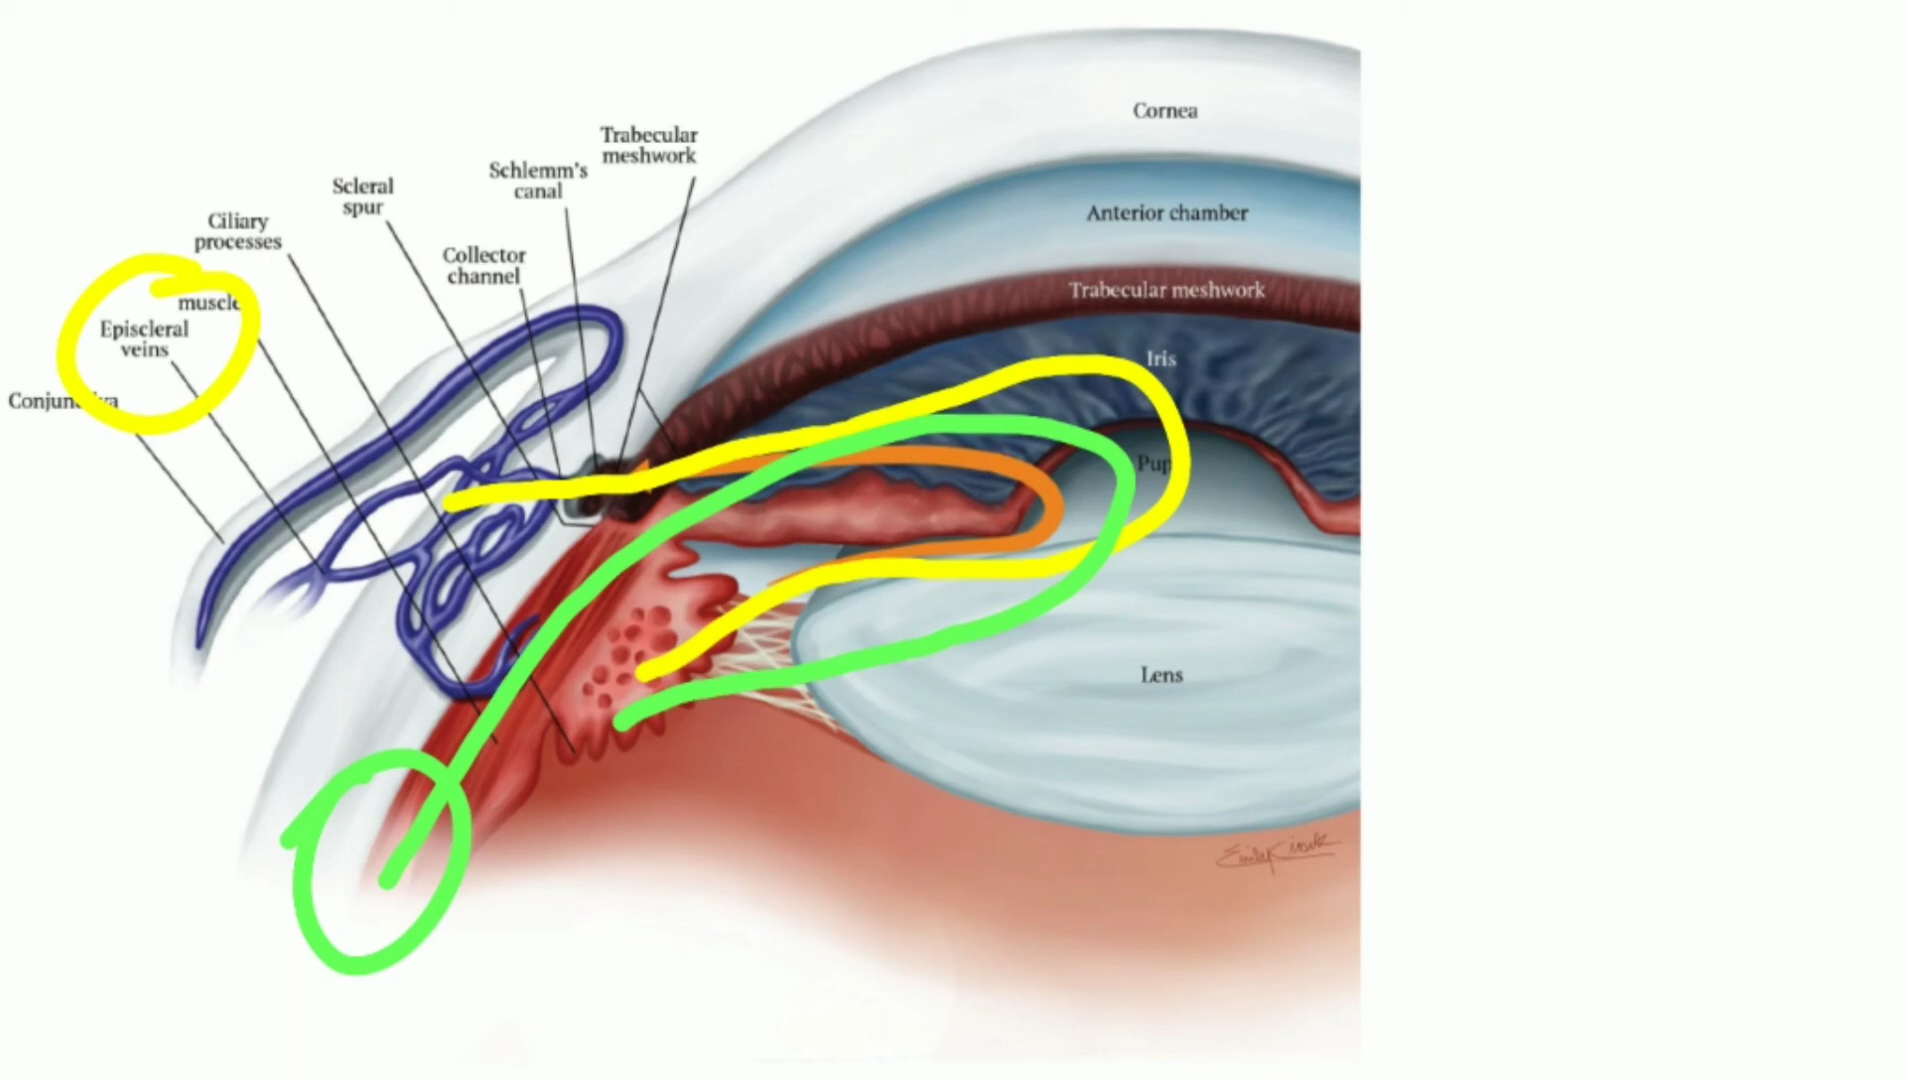 Cornea
Trabecular
meshwork
Schlemm's
canal
Scleral
spur
Anterior chamber
Ciliary
processes
Collector
channel
Trabecular meshwork
muscle
Episcleral
veins
Iris
Pup
Lens